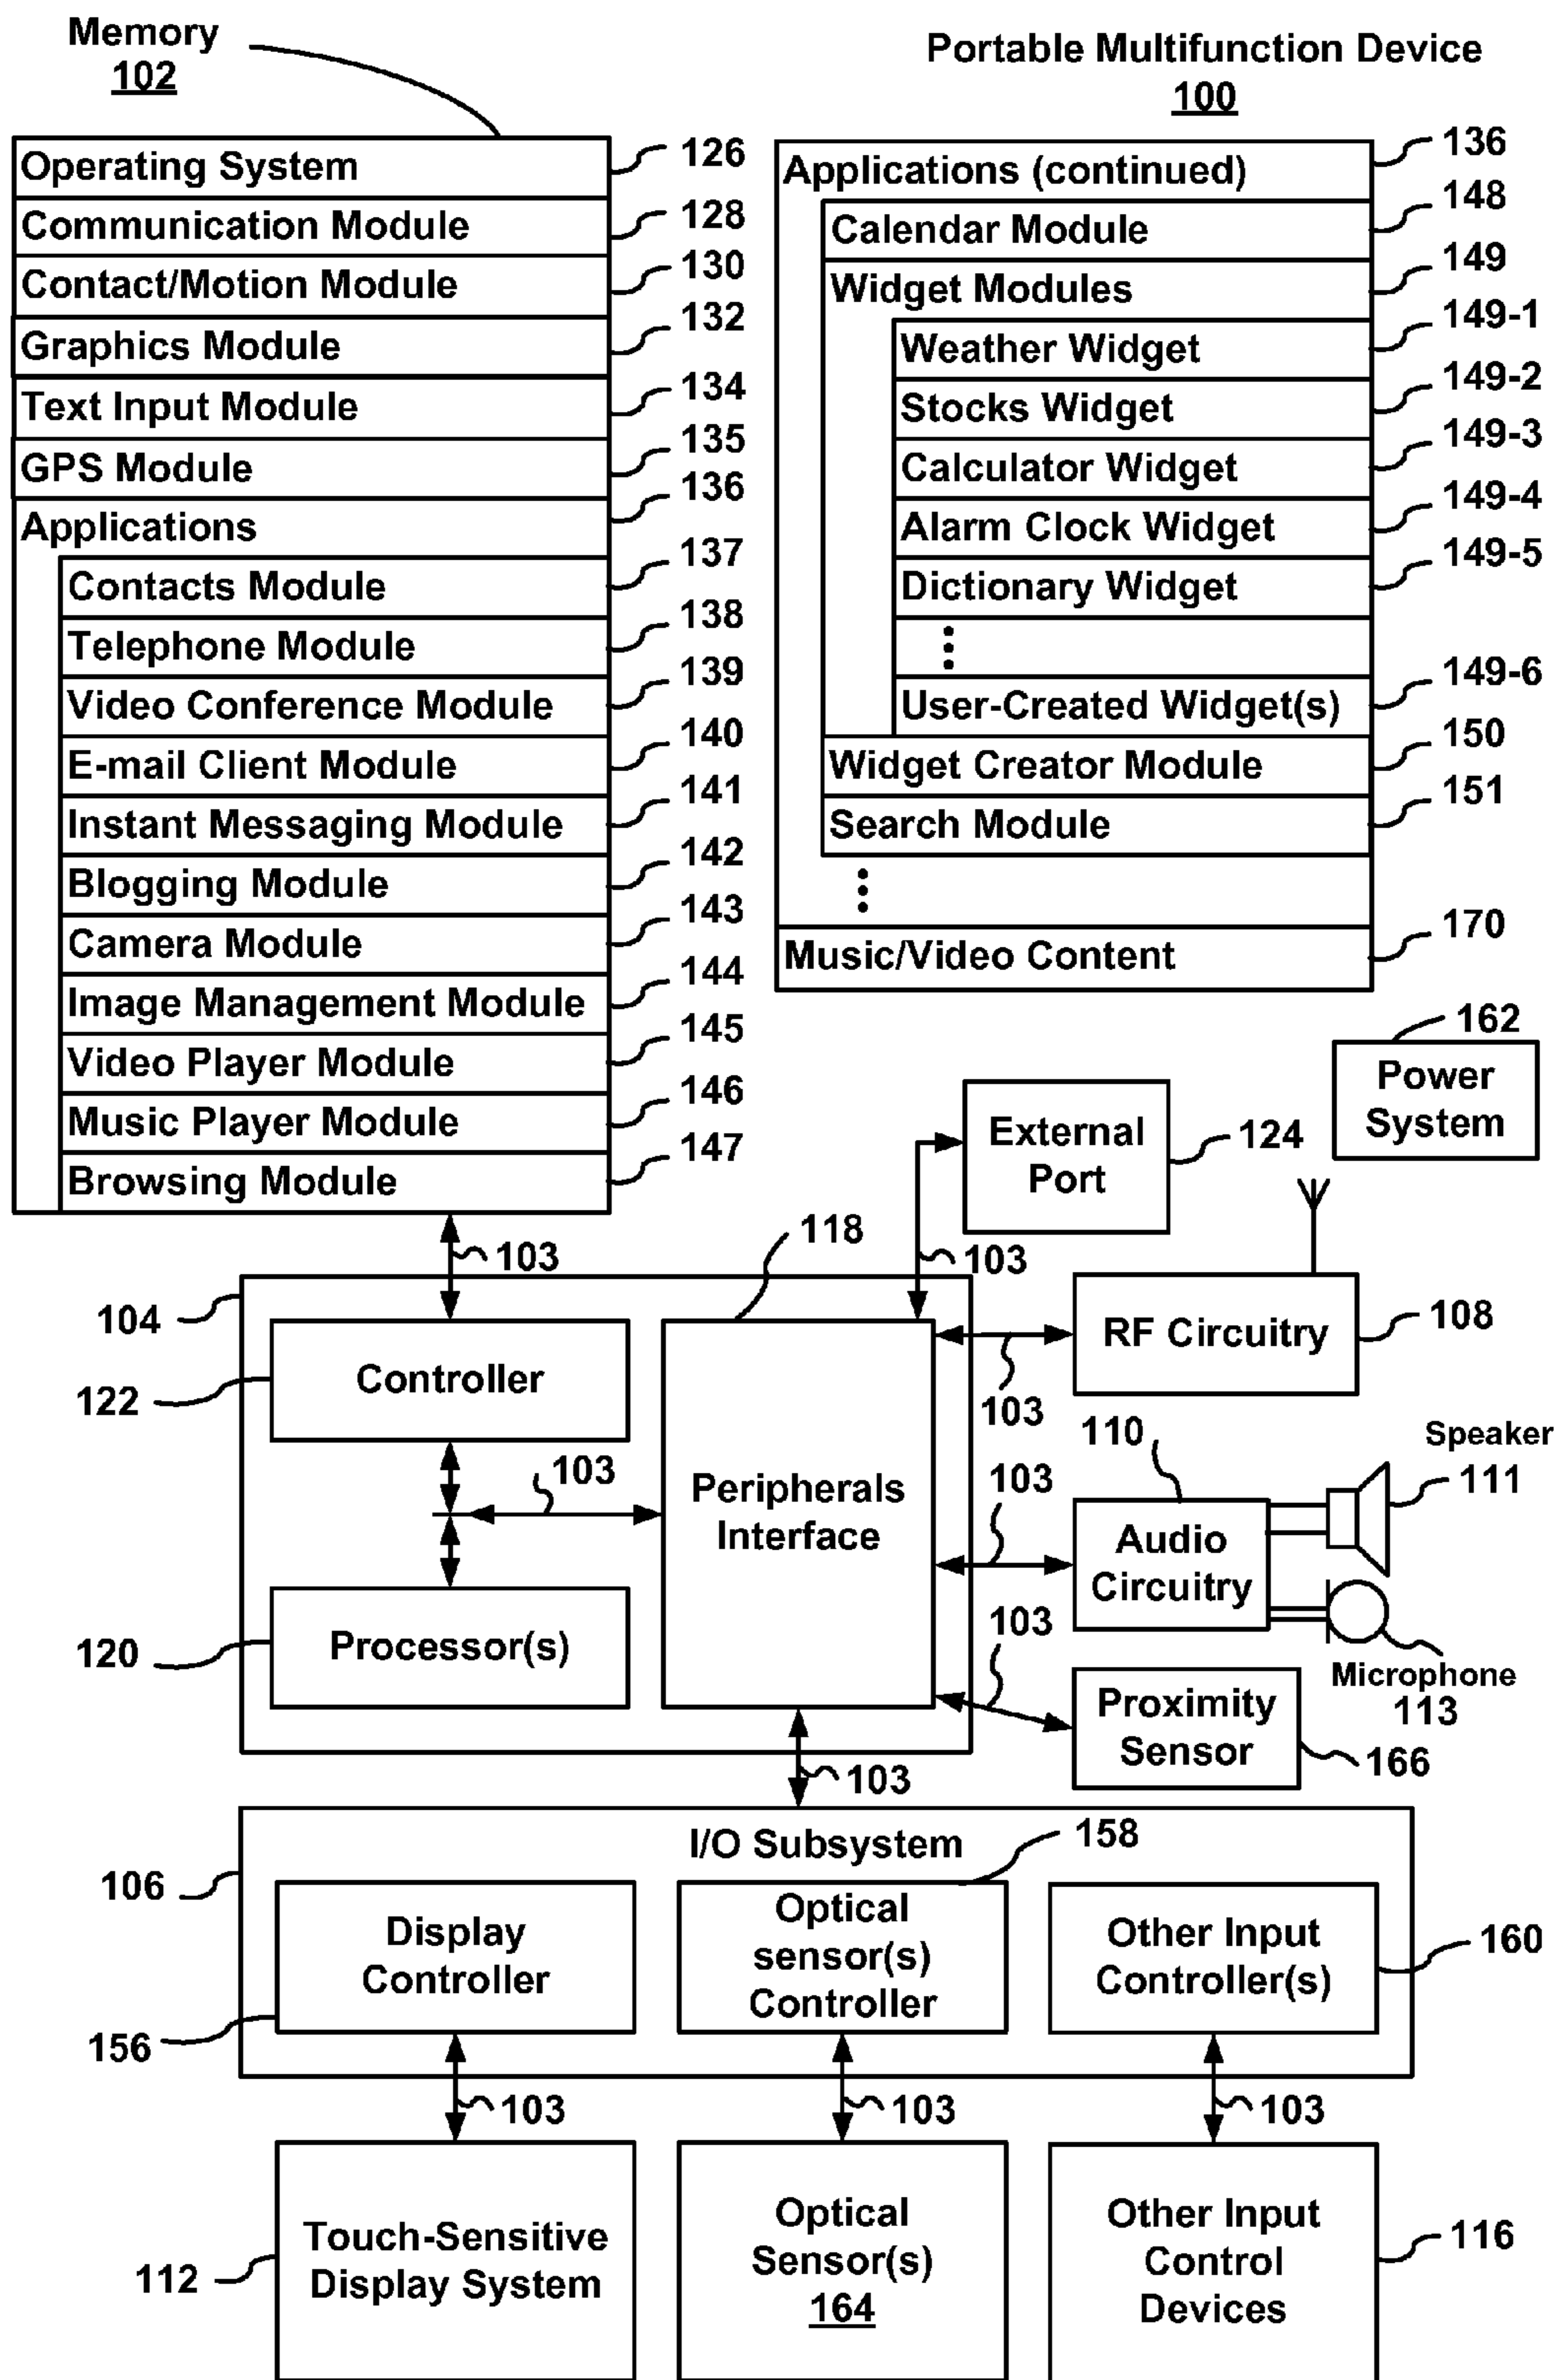 Memory
102
Portable Multifunction Device
100
Operating System
126
Communication Module
128
Contact/Motion Module
130
Graphics Module
132
Text Input Module
134
GPS Module
135
Applications
136
Contacts Module
137
Telephone Module
138
Video Conference Module
139
E-mail Client Module
140
Instant Messaging Module
141
Blogging Module
142
Camera Module
143
Image Management Module
144
Video Player Module
145
Music Player Module
146
Browsing Module
147
Applications (continued)
136
Calendar Module
148
Widget Modules
149
Weather Widget
149-1
Stocks Widget
149-2
Calculator Widget
149-3
Alarm Clock Widget
149-4
Dictionary Widget
149-5
User-Created Widget(s)
149-6
Widget Creator Module
150
Search Module
151
Music/Video Content
170
162
Power
System
External
Port
124
103
118
103
104
Controller
122
RF Circuitry
108
103
103
Peripherals
Interface
103
110
Audio
Circuitry
Speaker
111
Processor(s)
120
103
Microphone
113
Proximity
Sensor
166
103
I/O Subsystem
158
106
Display
Controller
156
Optical
sensor(s)
Controller
Other Input
Controller(s)
160
103
103
103
Touch-Sensitive
Display System
112
Optical
Sensor(s)
164
Other Input
Control
Devices
116